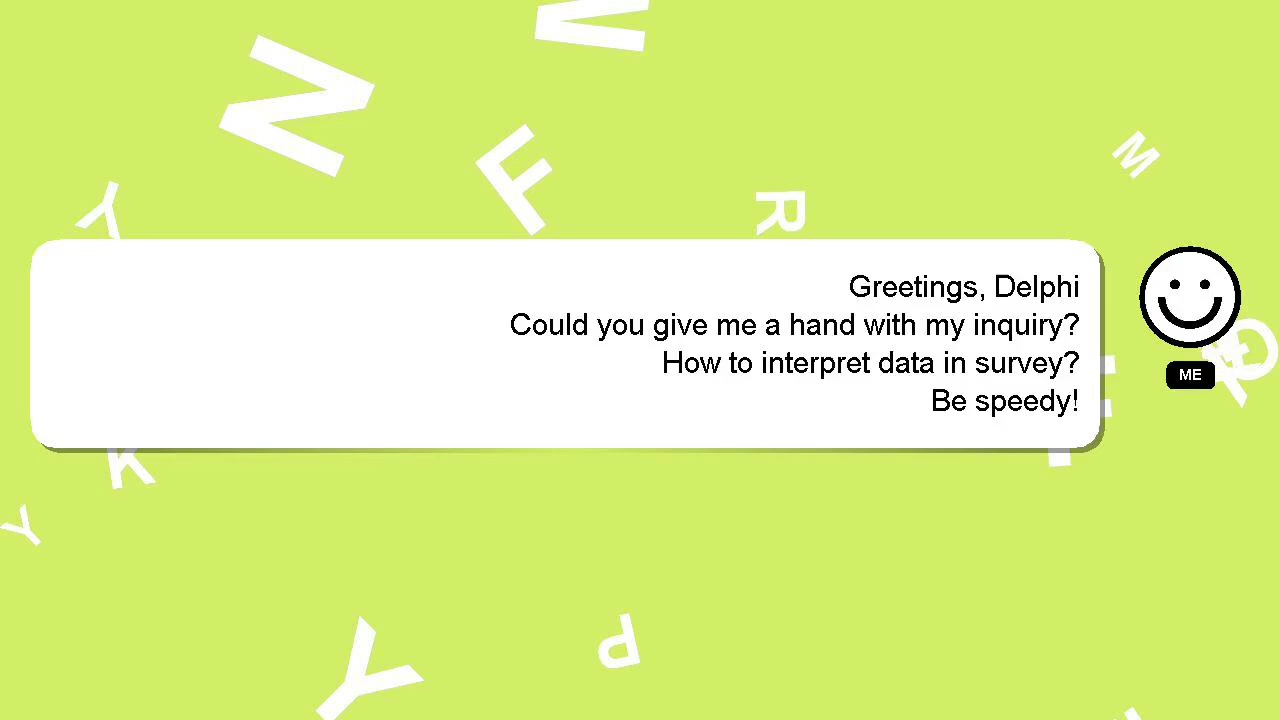 Greetings, Delphi
Could you give me a hand with my inquiry?
How to interpret data in survey?
Be speedy!
ME
N
F
R
M
Y
K
Y
Y
P